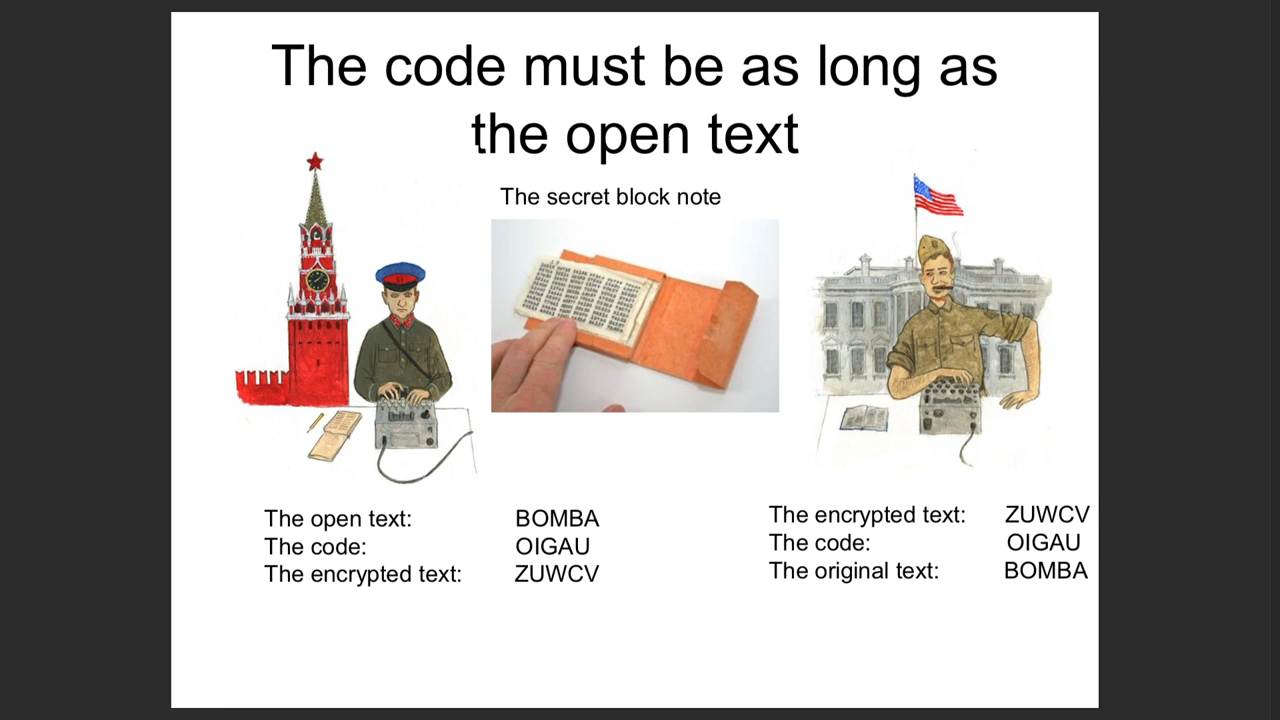 The code must be as long as
the open text
The secret block note
The open text: BOMBA
The code: OIGAU
The encrypted text: ZUWCV
The encrypted text: ZUWCV
The code: OIGAU
The original text: BOMBA